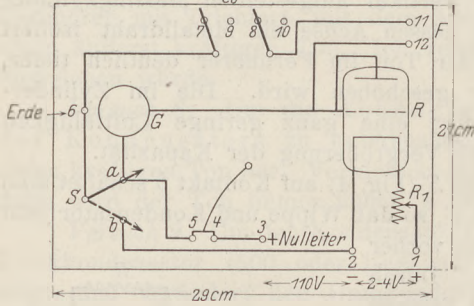 7 9 8 10 11
12
F
Erde 6
G
R
27cm
a
S
b
R1
5 4 3
+Nulleiter
2 1
110V − 2-4V +
29cm